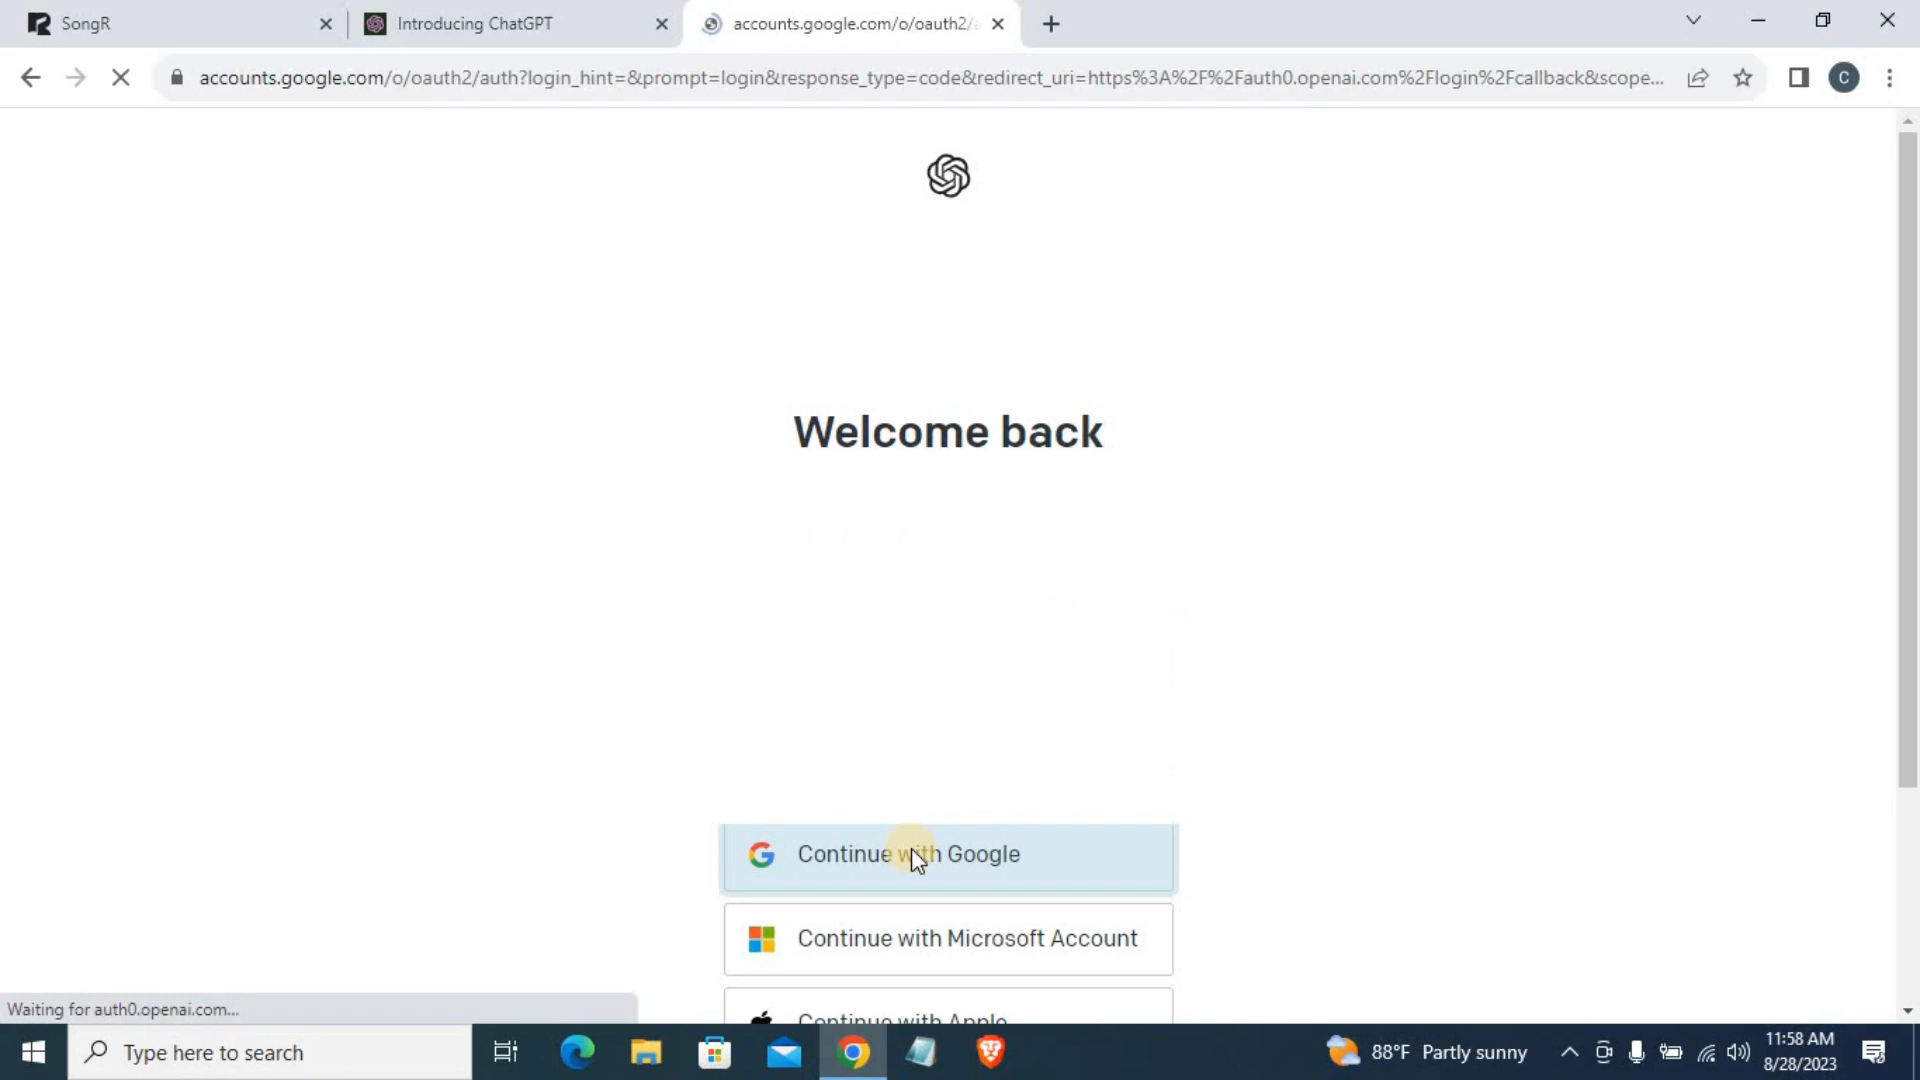 SongR
Introducing ChatGPT
accounts.google.com/o/oauth2/
accounts.google.com/o/oauth2/auth?login_hint=&prompt=login&response_type=code&redirect_uri=https%3A%2F%2Fauth0.openai.com%2Flogin%2Fcallback&scope...
C
Welcome back
Continue with Google
Continue with Microsoft Account
Continue with Apple
Waiting for auth0.openai.com...
Type here to search
88°F Partly sunny
11:58 AM
8/28/2023